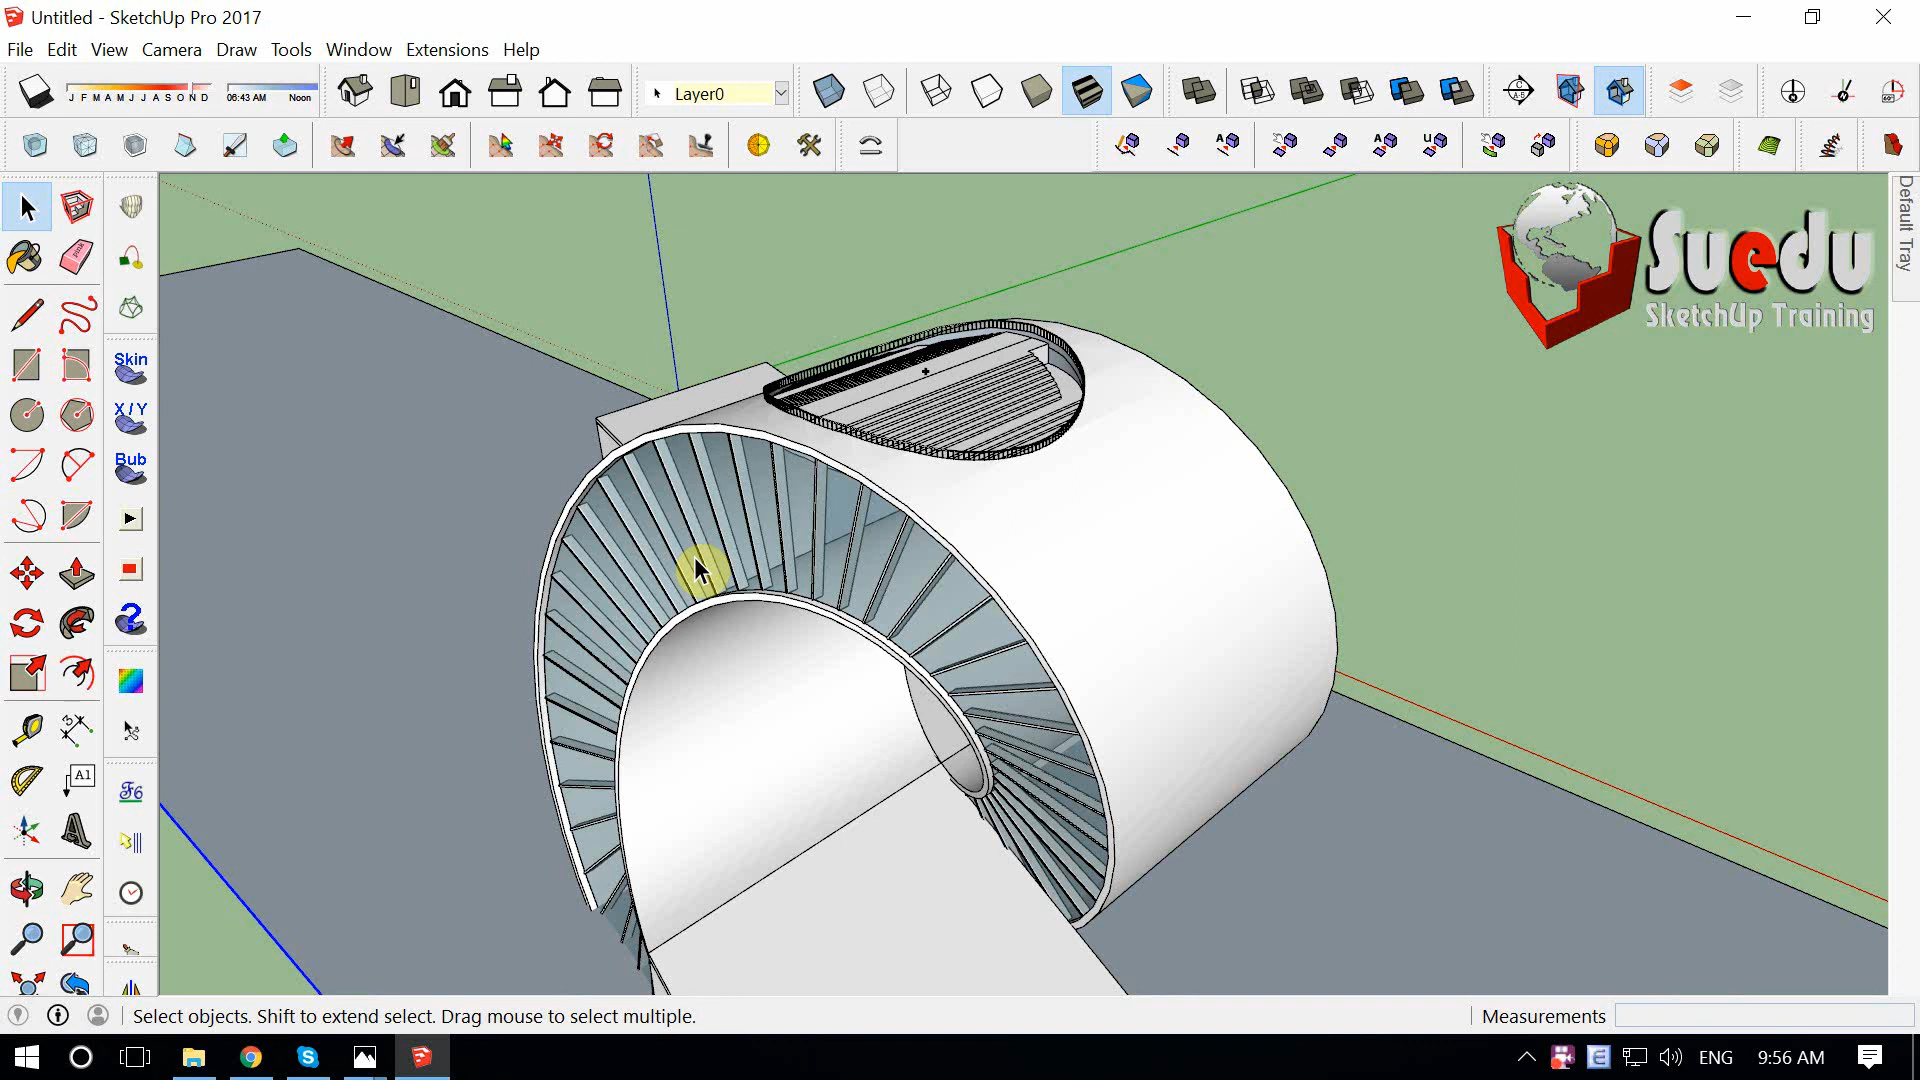 Untitled - SketchUp Pro 2017
File Edit View Camera Draw Tools Window Extensions Help
J F M A M J J A S O N D
06:43 AM Noon
Layer0
Default Tray
Suedu
SketchUp Training
Skin
X / Y
Bub
A1
F6
Select objects. Shift to extend select. Drag mouse to select multiple.
Measurements
ENG
9:56 AM